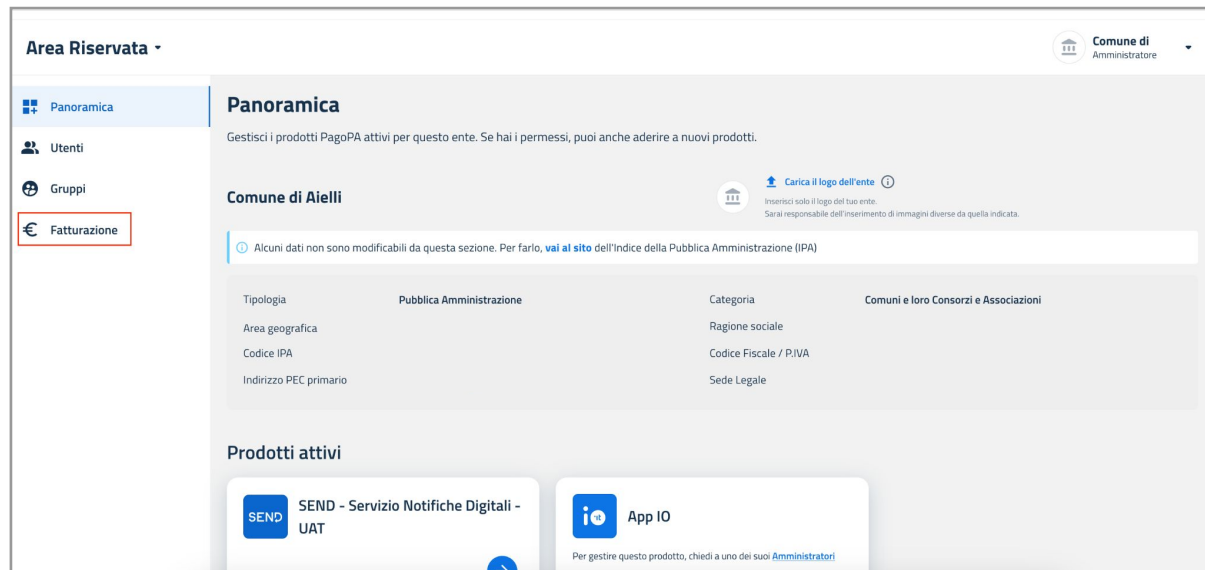 Area Riservata
Comune di
Amministratore
Panoramica
Utenti
Gruppi
Fatturazione
Panoramica
Gestisci i prodotti PagoPA attivi per questo ente. Se hai i permessi, puoi anche aderire a nuovi prodotti.
Comune di Aielli
Carica il logo dell'ente
Inserisci solo il logo del tuo ente.
Sarai responsabile dell'inserimento di immagini diverse da quella indicata.
Alcuni dati non sono modificabili da questa sezione. Per farlo, vai al sito dell'Indice della Pubblica Amministrazione (IPA)
Tipologia Pubblica Amministrazione
Area geografica
Codice IPA
Indirizzo PEC primario
Categoria Comuni e loro Consorzi e Associazioni
Ragione sociale
Codice Fiscale / P.IVA
Sede Legale
Prodotti attivi
SEND
SEND - Servizio Notifiche Digitali -
UAT
io it
App IO
Per gestire questo prodotto, chiedi a uno dei suoi Amministratori